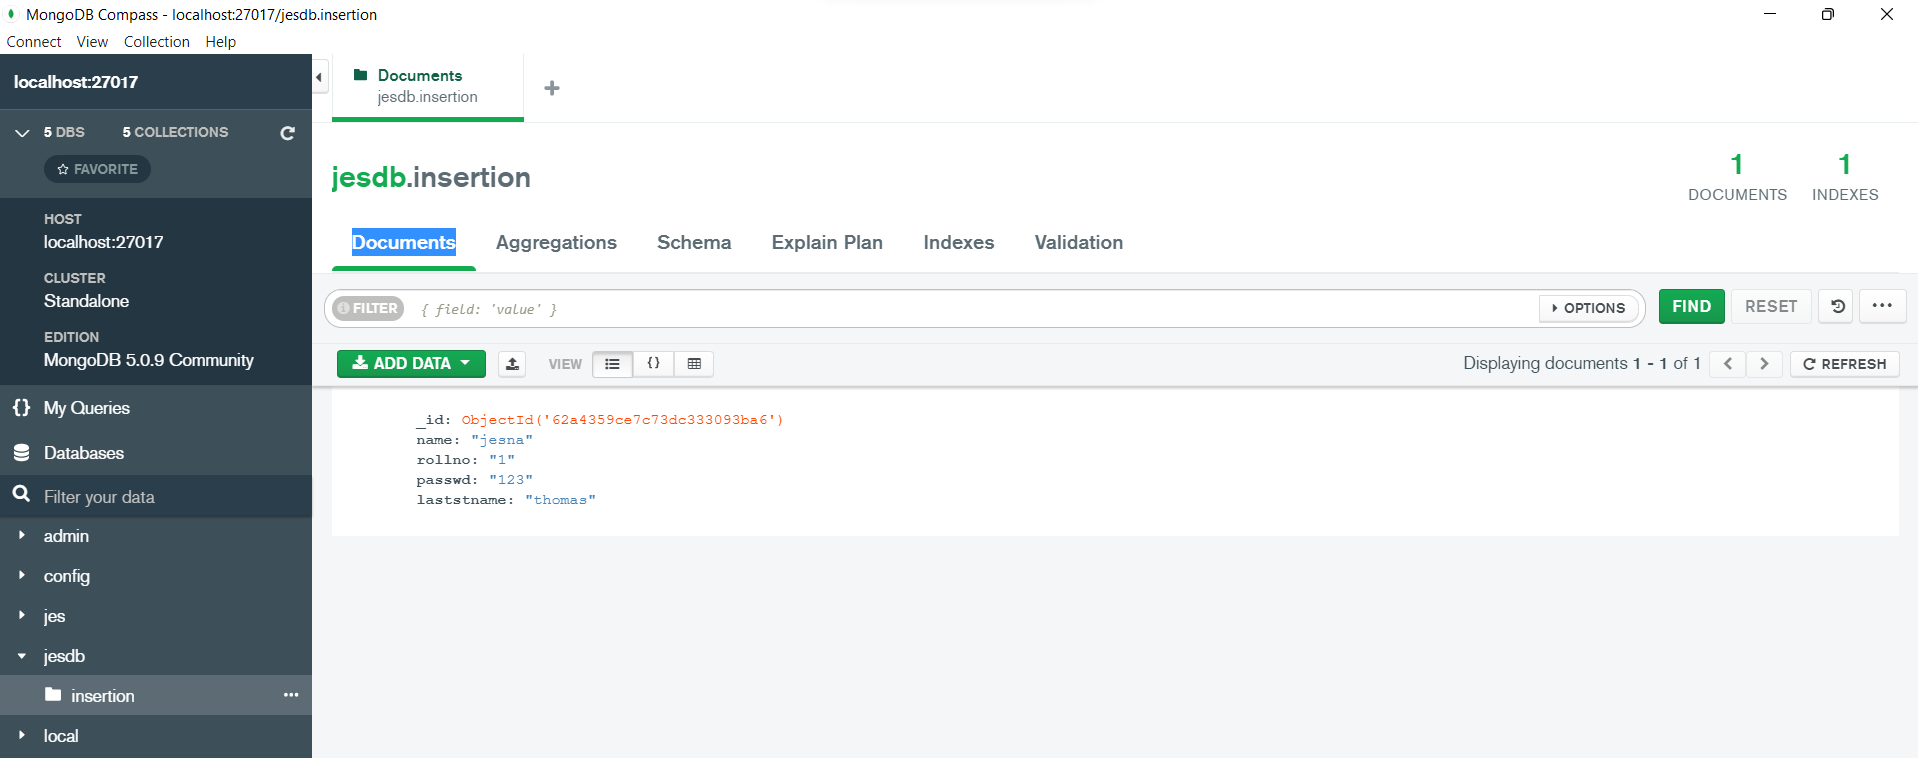 MongoDB Compass - localhost:27017/jesdb.insertion
Connect View Collection Help
localhost:27017
5 DBS 5 COLLECTIONS
FAVORITE
HOST
localhost:27017
CLUSTER
Standalone
EDITION
MongoDB 5.0.9 Community
{} My Queries
Databases
Filter your data
admin
config
jes
jesdb
insertion
local
Documents
jesdb.insertion
jesdb.insertion
1 DOCUMENTS
1 INDEXES
Documents Aggregations Schema Explain Plan Indexes Validation
FILTER { field: 'value' } OPTIONS FIND RESET
ADD DATA VIEW {} Displaying documents 1 - 1 of 1 REFRESH
_id: ObjectId('62a4359ce7c73dc333093ba6')
name: "jesna"
rollno: "1"
passwd: "123"
laststname: "thomas"